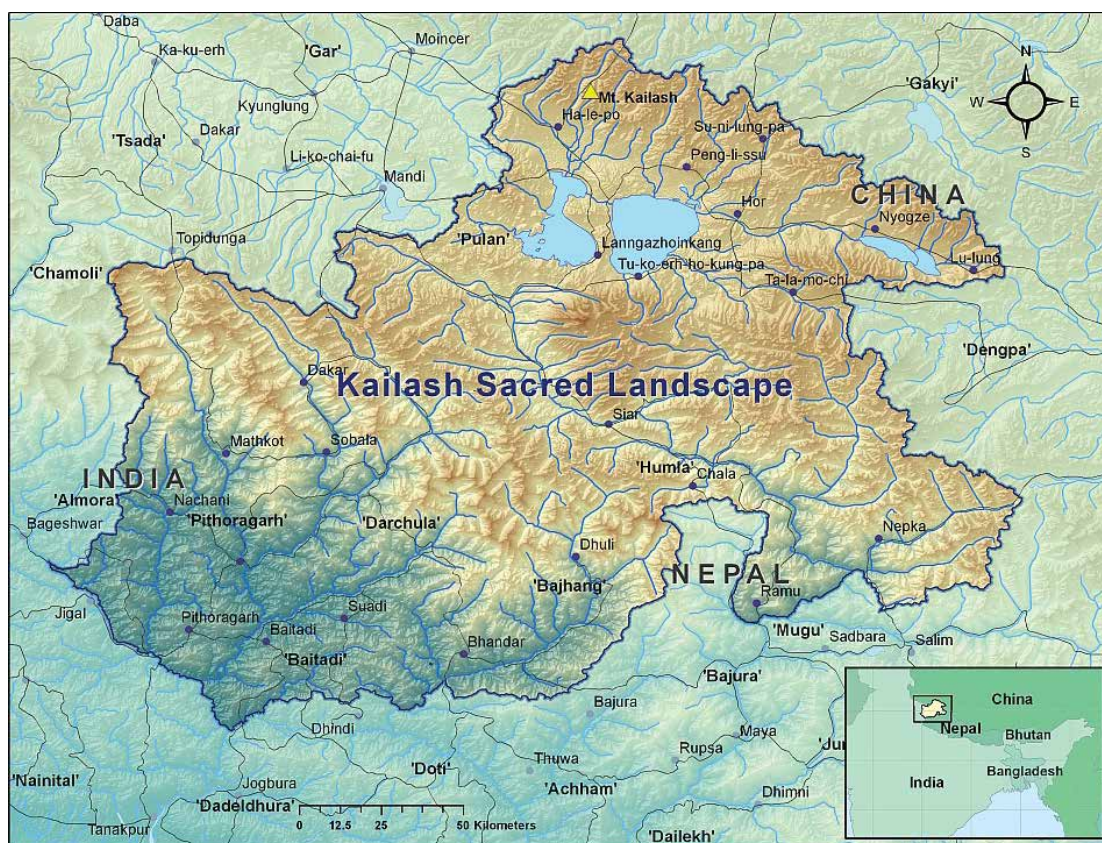 Daba
Ka-ku-erh
'Gar'
Moincer
Kyunglung
'Tsada'
Dakar
Li-ko-chai-fu
Mandi
Topidunga
'Chamoli'
Mt. Kailash
Ha-le-po
Su-ni-lung-pa
Peng-li-ssu
'Gakyi'
N
W
E
S
CHINA
Hor
Nyogze
'Pulan'
Lanngazhoinkang
Tu-ko-erh-ho-kung-pa
Lu-lung
Ta-la-mo-chi
'Dengpa'
Dakar
Kailash Sacred Landscape
Siar
Mathkot
Sobala
INDIA
'Humla'
Chala
'Almora'
Nachani
Bageshwar
'Pithoragarh'
'Darchula'
Nepka
Dhuli
'Bajhang'
NEPAL
Ramu
Jigal
Pithoragarh
Suadi
Baitadi
'Baitadi'
Bhandar
'Mugu'
Sadbara
Salim
'Bajura'
Bajura
Dhindi
Maya
Rupsa
Thuwa
'Jur
'Nainital'
Jogbura
'Doti'
'Achham'
Dhimni
'Dadeldhura'
Tanakpur
'Dailekh'
0 12.5 25 50 Kilometers
China
Nepal
Bhutan
Bangladesh
India